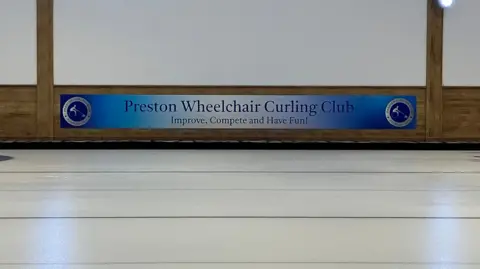 Preston Wheelchair Curling Club
Improve, Compete and Have Fun!